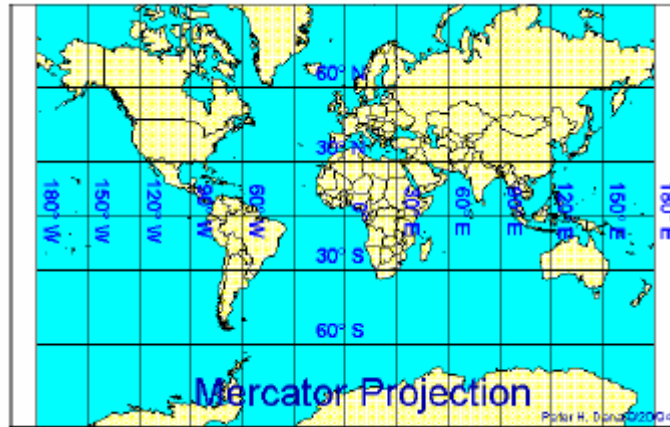 60° N
30° N
180° W
150° W
120° W
90° W
60° W
0°
30° E
60° E
90° E
120° E
150° E
180° E
30° S
60° S
Mercator Projection
Peter H. Dana